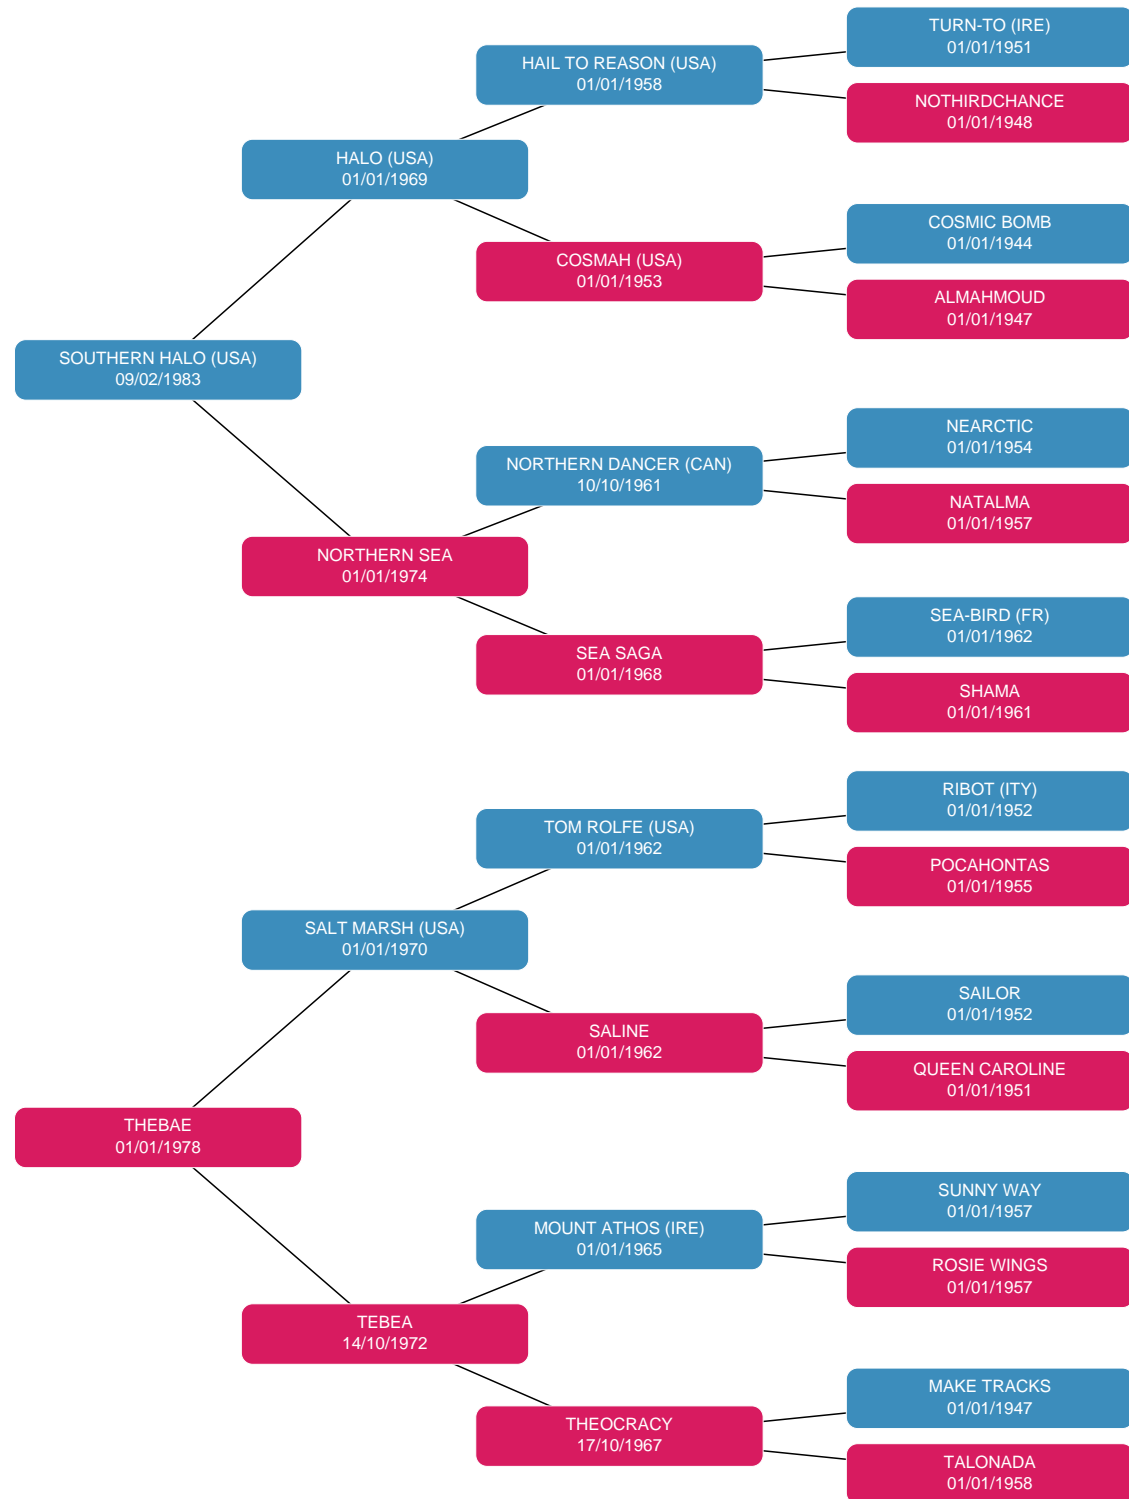 TURN-TO (IRE)
01/01/1951
HAIL TO REASON (USA)
01/01/1958
NOTHIRDCHANCE
01/01/1948
HALO (USA)
01/01/1969
COSMIC BOMB
01/01/1944
COSMAH (USA)
01/01/1953
ALMAHMOUD
01/01/1947
SOUTHERN HALO (USA)
09/02/1983
NEARCTIC
01/01/1954
NORTHERN DANCER (CAN)
10/10/1961
NATALMA
01/01/1957
NORTHERN SEA
01/01/1974
SEA-BIRD (FR)
01/01/1962
SEA SAGA
01/01/1968
SHAMA
01/01/1961
RIBOT (ITY)
01/01/1952
TOM ROLFE (USA)
01/01/1962
POCAHONTAS
01/01/1955
SALT MARSH (USA)
01/01/1970
SAILOR
01/01/1952
SALINE
01/01/1962
QUEEN CAROLINE
01/01/1951
THEBAE
01/01/1978
SUNNY WAY
01/01/1957
MOUNT ATHOS (IRE)
01/01/1965
ROSIE WINGS
01/01/1957
TEBEA
14/10/1972
MAKE TRACKS
01/01/1947
THEOCRACY
17/10/1967
TALONADA
01/01/1958